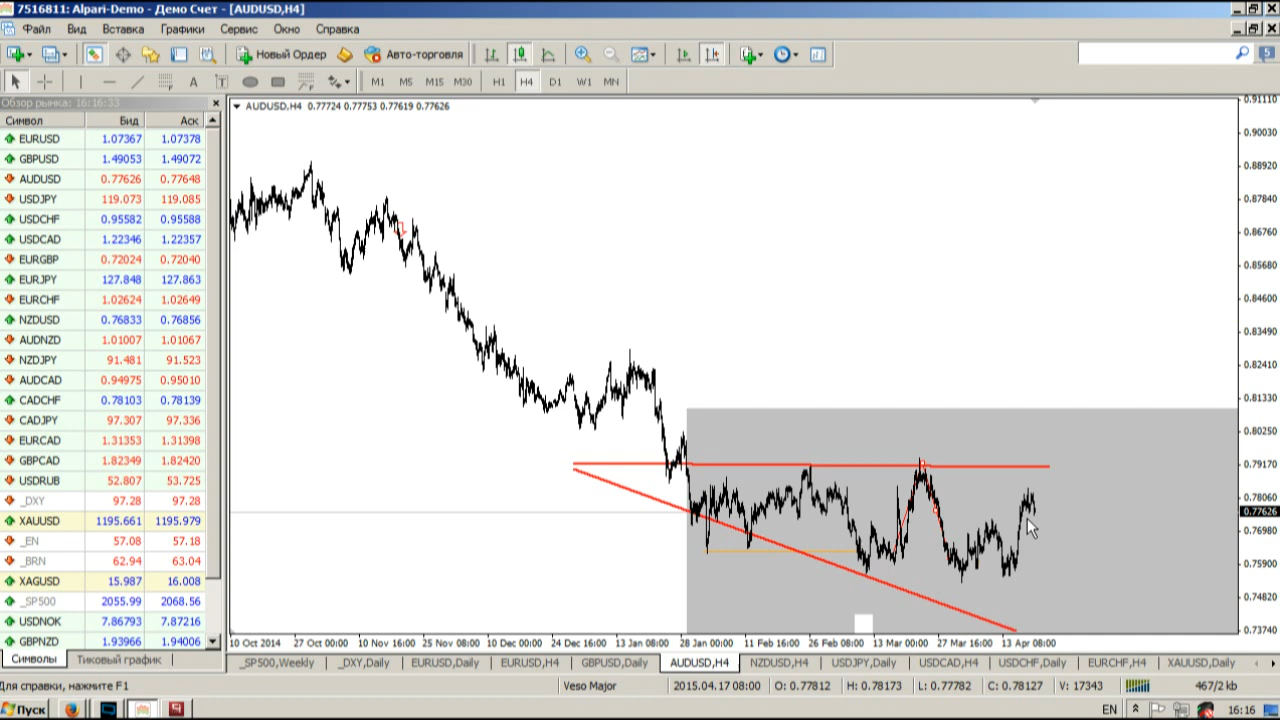 7516811: Alpari-Demo - Демо Счет - [AUDUSD,H4]
Файл Вид Вставка Графики Сервис Окно Справка
Новый Ордер Авто-торговля 5
A T M1 M5 M15 M30 H1 H4 D1 W1 MN
Обзор рынка: 16:16:33
Символ Бид Аск
EURUSD 1.07367 1.07378
GBPUSD 1.49053 1.49072
AUDUSD 0.77626 0.77648
USDJPY 119.073 119.085
USDCHF 0.95582 0.95588
USDCAD 1.22346 1.22357
EURGBP 0.72024 0.72040
EURJPY 127.848 127.863
EURCHF 1.02624 1.02649
NZDUSD 0.76833 0.76856
AUDNZD 1.01007 1.01067
NZDJPY 91.481 91.523
AUDCAD 0.94975 0.95010
CADCHF 0.78103 0.78139
CADJPY 97.307 97.336
EURCAD 1.31353 1.31398
GBPCAD 1.82349 1.82420
USDRUB 52.807 53.725
_DXY 97.28 97.28
XAUUSD 1195.661 1195.979
_EN 57.08 57.18
_BRN 62.94 63.04
XAGUSD 15.987 16.008
_SP500 2055.99 2068.56
USDNOK 7.86793 7.87216
GBPNZD 1.93966 1.94006
Символы Тиковый график
AUDUSD,H4 0.77724 0.77753 0.77619 0.77626
0.91110
0.90030
0.88920
0.87840
0.86760
0.85680
0.84600
0.83490
0.82410
0.81330
0.80250
0.79170
0.78060
0.77626
0.76980
0.75900
0.74820
0.73740
10 Oct 2014 27 Oct 00:00 10 Nov 16:00 25 Nov 08:00 10 Dec 00:00 24 Dec 16:00 13 Jan 08:00 28 Jan 00:00 11 Feb 16:00 26 Feb 08:00 13 Mar 00:00 27 Mar 16:00 13 Apr 08:00
_SP500,Weekly _DXY,Daily EURUSD,Daily EURUSD,H4 GBPUSD,Daily AUDUSD,H4 NZDUSD,H4 USDJPY,Daily USDCAD,H4 USDCHF,Daily EURCHF,H4 XAUUSD,Daily
Для справки, нажмите F1 Veso Major 2015.04.17 08:00 O: 0.77812 H: 0.78173 L: 0.77782 C: 0.78127 V: 17343 467/2 kb
Пуск EN 16:16